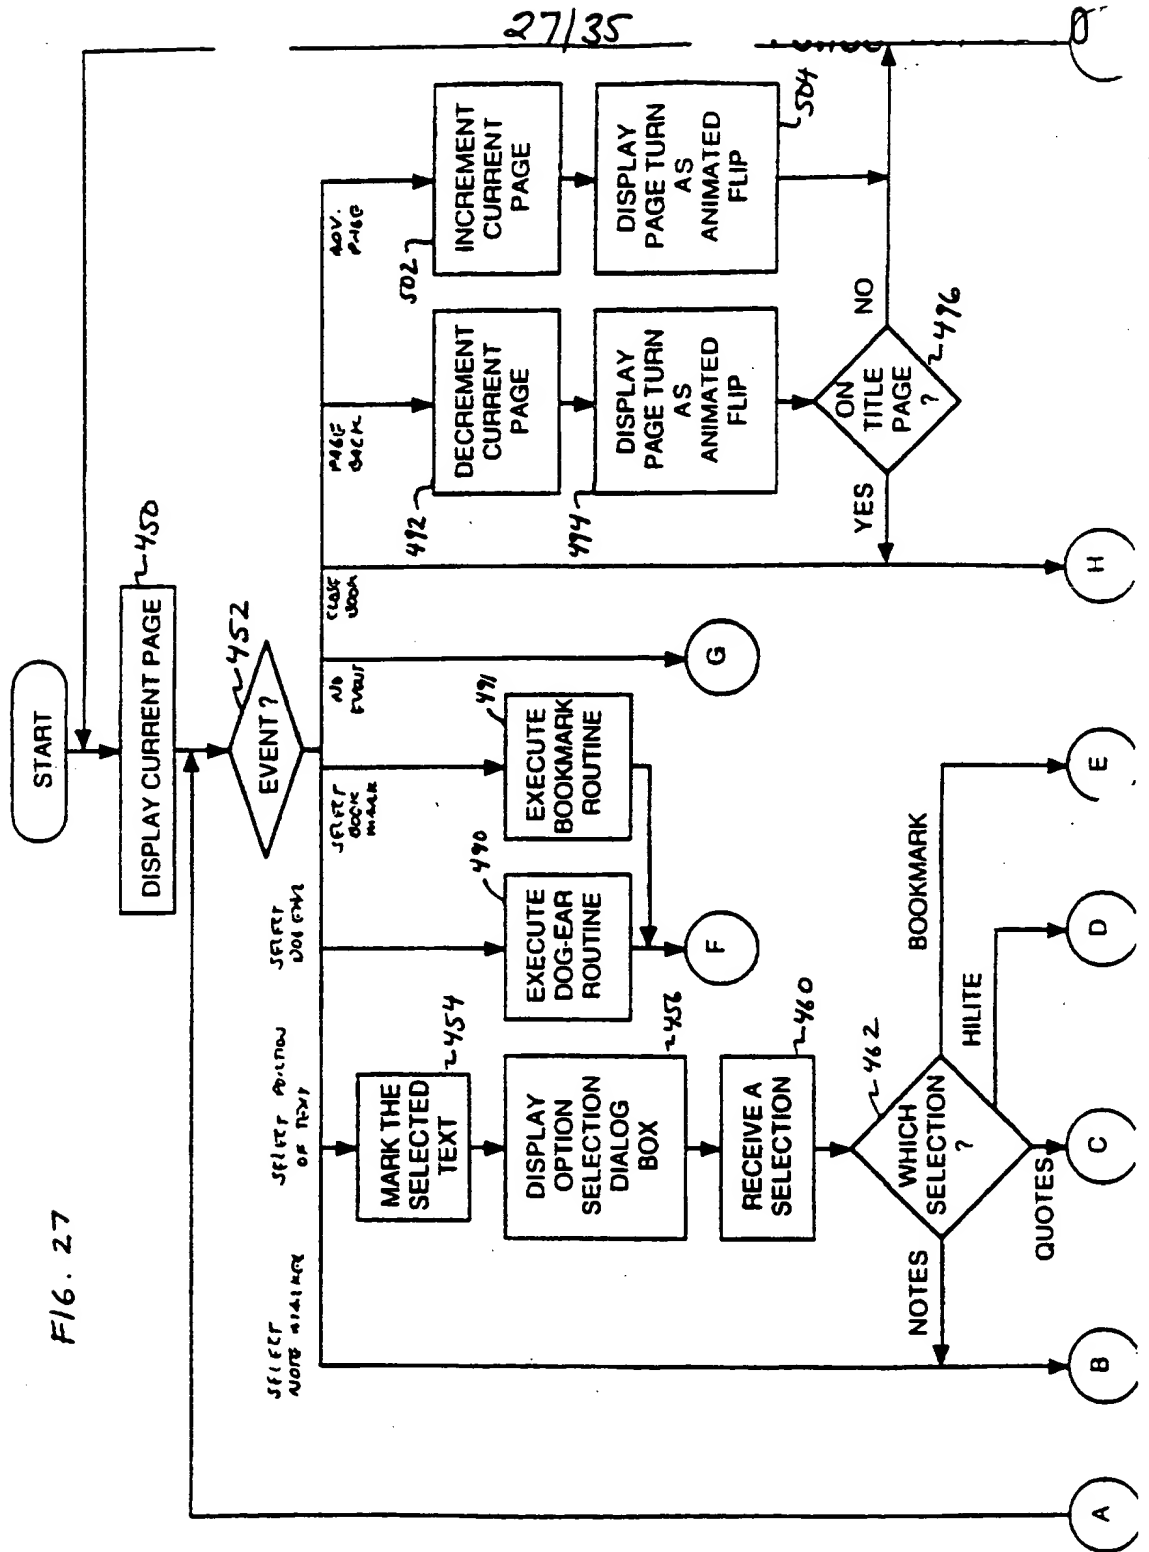 27/35
FIG. 27
START
DISPLAY CURRENT PAGE
450
EVENT?
452
SELECT
NOTE MARKER
SELECT PORTION
OF TEXT
SELECT
DOG EAR
SELECT
BOOK
MARK
NO
EVENT
CLOSE
BOOK
PAGE
BACK
ADV.
PAGE
MARK THE
SELECTED
TEXT
454
DISPLAY
OPTION
SELECTION
DIALOG
BOX
456
RECEIVE A
SELECTION
460
WHICH
SELECTION
?
462
NOTES
QUOTES
HILITE
BOOKMARK
EXECUTE
DOG-EAR
ROUTINE
490
EXECUTE
BOOKMARK
ROUTINE
491
DECREMENT
CURRENT
PAGE
492
DISPLAY
PAGE TURN
AS
ANIMATED
FLIP
494
ON
TITLE
PAGE
?
496
YES
NO
INCREMENT
CURRENT
PAGE
502
DISPLAY
PAGE TURN
AS
ANIMATED
FLIP
504
F
G
A
B
C
D
E
H